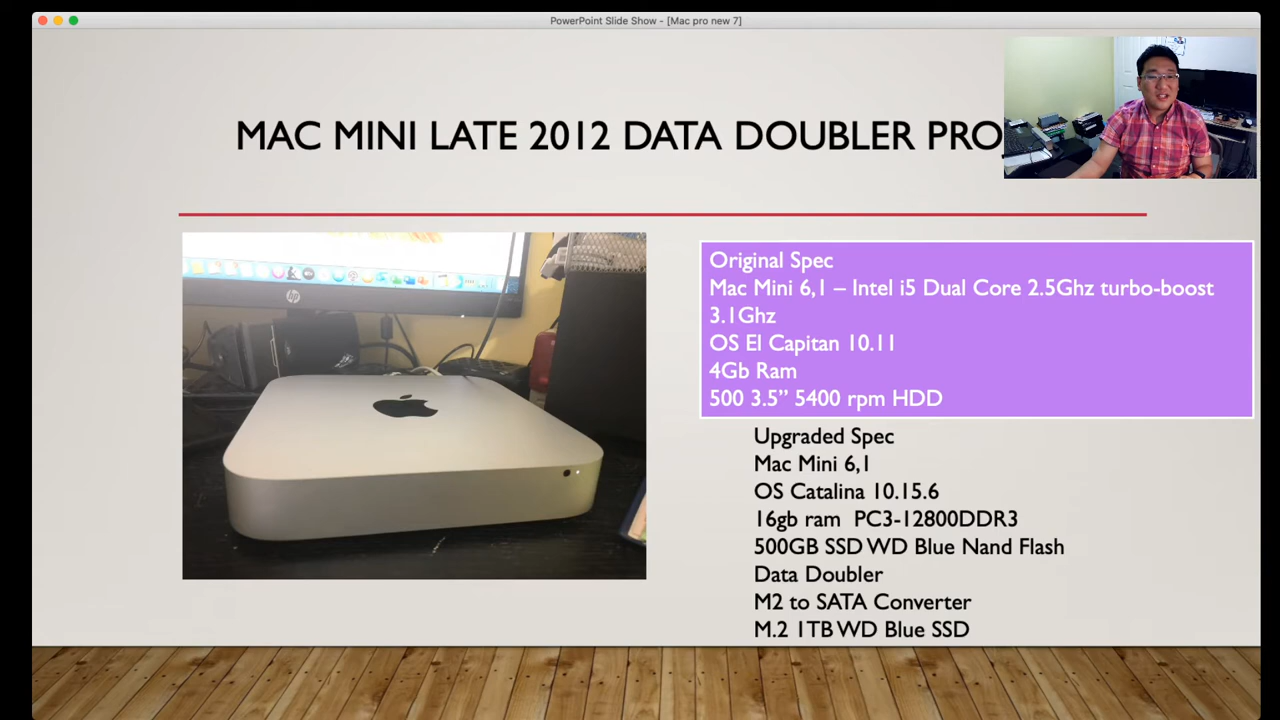 PowerPoint Slide Show - [Mac pro new 7]
MAC MINI LATE 2012 DATA DOUBLER PRO
hp
Original Spec
Mac Mini 6,1 – Intel i5 Dual Core 2.5Ghz turbo-boost
3.1Ghz
OS El Capitan 10.11
4Gb Ram
500 3.5” 5400 rpm HDD
Upgraded Spec
Mac Mini 6,1
OS Catalina 10.15.6
16gb ram PC3-12800DDR3
500GB SSD WD Blue Nand Flash
Data Doubler
M2 to SATA Converter
M.2 1TB WD Blue SSD